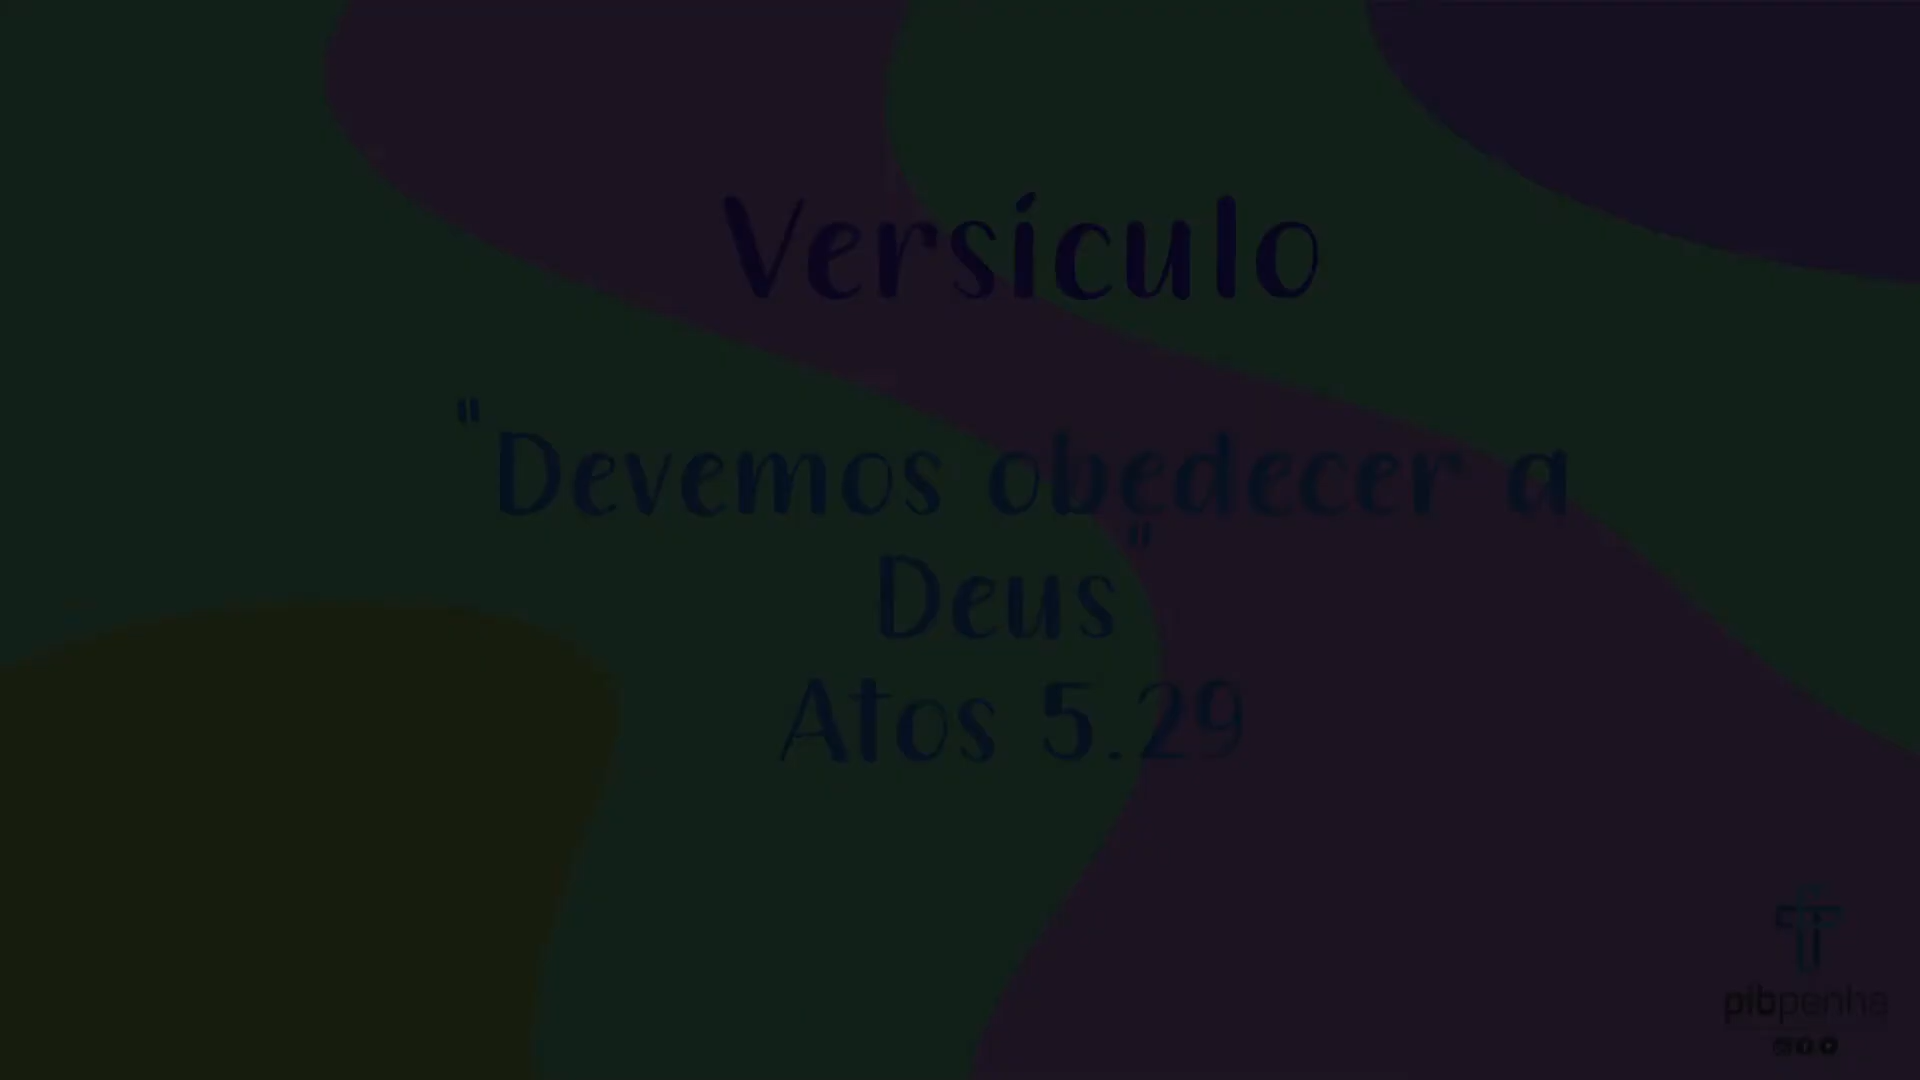 Versículo
"Devemos obedecer a
Deus"
Atos 5.29
pibpenha